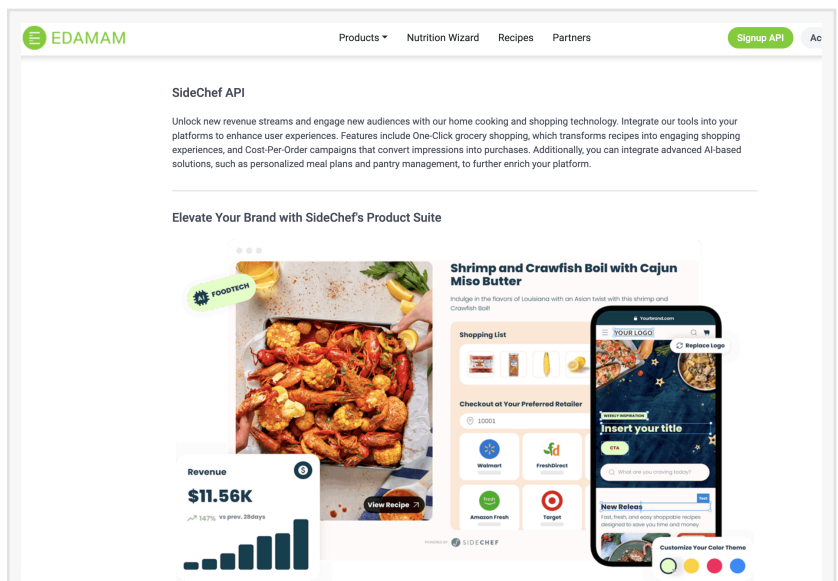 EDAMAM
Products Nutrition Wizard Recipes Partners Signup API Ac
SideChef API
Unlock new revenue streams and engage new audiences with our home cooking and shopping technology. Integrate our tools into your
platforms to enhance user experiences. Features include One-Click grocery shopping, which transforms recipes into engaging shopping
experiences, and Cost-Per-Order campaigns that convert impressions into purchases. Additionally, you can integrate advanced AI-based
solutions, such as personalized meal plans and pantry management, to further enrich your platform.
Elevate Your Brand with SideChef's Product Suite
AI FOODTECH
Shrimp and Crawfish Boil with Cajun
Miso Butter
Indulge in the flavors of Louisiana with an Asian twist with this shrimp and
Crawfish Boil!
Shopping List
Checkout at Your Preferred Retailer
10001
Walmart
fd
FreshDirect
fresh
Amazon Fresh
Target
View Recipe
POWERED BY SIDECHEF
Revenue
$
$11.56K
147% vs prev. 28days
Yourbrand.com
YOUR LOGO
Replace Logo
WEEKLY INSPIRATION
Insert your title
CTA
What are you craving today?
Text
New Releas
Fast, fresh, and easy shoppable recipes
designed to save you time and money.
Customize Your Color Theme